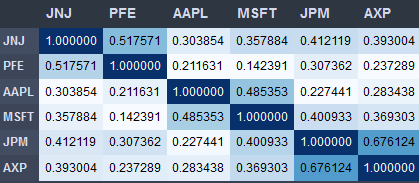 JNJ PFE AAPL MSFT JPM AXP
JNJ 1.000000 0.517571 0.303854 0.357884 0.412119 0.393004
PFE 0.517571 1.000000 0.211631 0.142391 0.307362 0.237289
AAPL 0.303854 0.211631 1.000000 0.485353 0.227441 0.283438
MSFT 0.357884 0.142391 0.485353 1.000000 0.400933 0.369303
JPM 0.412119 0.307362 0.227441 0.400933 1.000000 0.676124
AXP 0.393004 0.237289 0.283438 0.369303 0.676124 1.000000